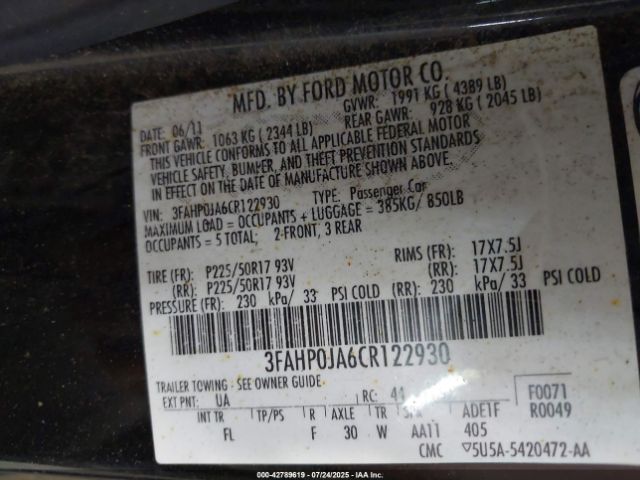 MFD. BY FORD MOTOR CO.
DATE: 06/11 GVWR: 1991 KG ( 4389 LB)
FRONT GAWR: 1063 KG ( 2344 LB) REAR GAWR: 928 KG ( 2045 LB)
THIS VEHICLE CONFORMS TO ALL APPLICABLE FEDERAL MOTOR
VEHICLE SAFETY, BUMPER, AND THEFT PREVENTION STANDARDS
IN EFFECT ON THE DATE OF MANUFACTURE SHOWN ABOVE.
VIN: 3FAHP0JA6CR122930 TYPE: Passenger Car
MAXIMUM LOAD = OCCUPANTS + LUGGAGE = 385KG/ 850LB
OCCUPANTS = 5 TOTAL, 2-FRONT, 3 REAR
TIRE (FR): P225/50R17 93V RIMS (FR): 17X7.5J
(RR): P225/50R17 93V (RR): 17X7.5J
PRESSURE (FR): 230 kPa/ 33 PSI COLD (RR): 230 kPa/ 33 PSI COLD
3FAHP0JA6CR122930
TRAILER TOWING - SEE OWNER GUIDE
EXT PNT: UA RC: 41 F0071
INT TR TP/PS R AXLE TR ADE1F R0049
FL F 30 W AA11 405
CMC ▽5U5A-5420472-AA
000-42789619 - 07/24/2025 - IAA Inc.